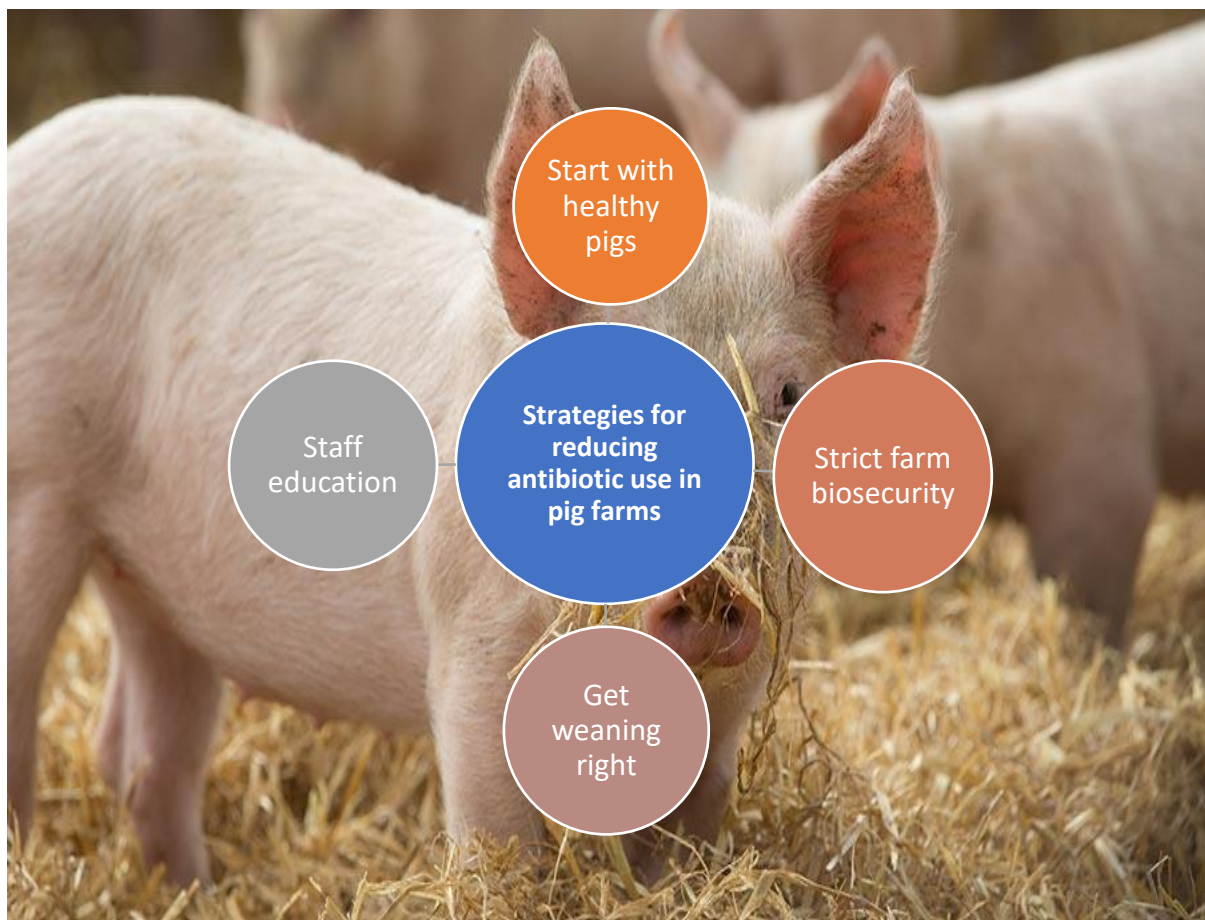 Start with
healthy
pigs
Strategies for
reducing
antibiotic use in
pig farms
Staff
education
Strict farm
biosecurity
Get
weaning
right